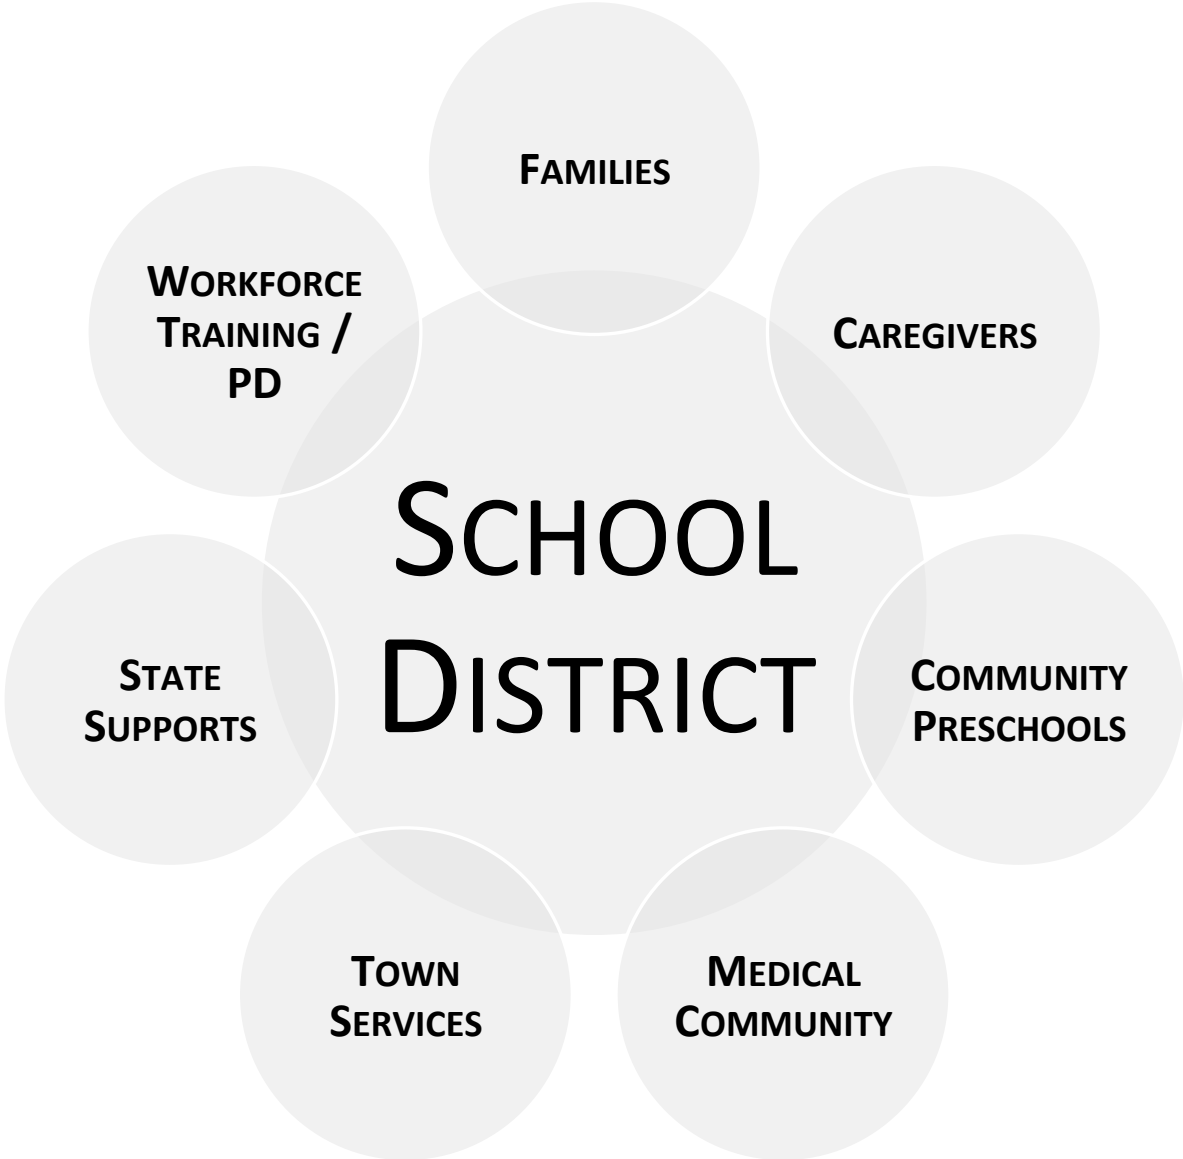 FAMILIES
CAREGIVERS
COMMUNITY
PRESCHOOLS
MEDICAL
COMMUNITY
TOWN
SERVICES
STATE
SUPPORTS
WORKFORCE
TRAINING /
PD
SCHOOL
DISTRICT